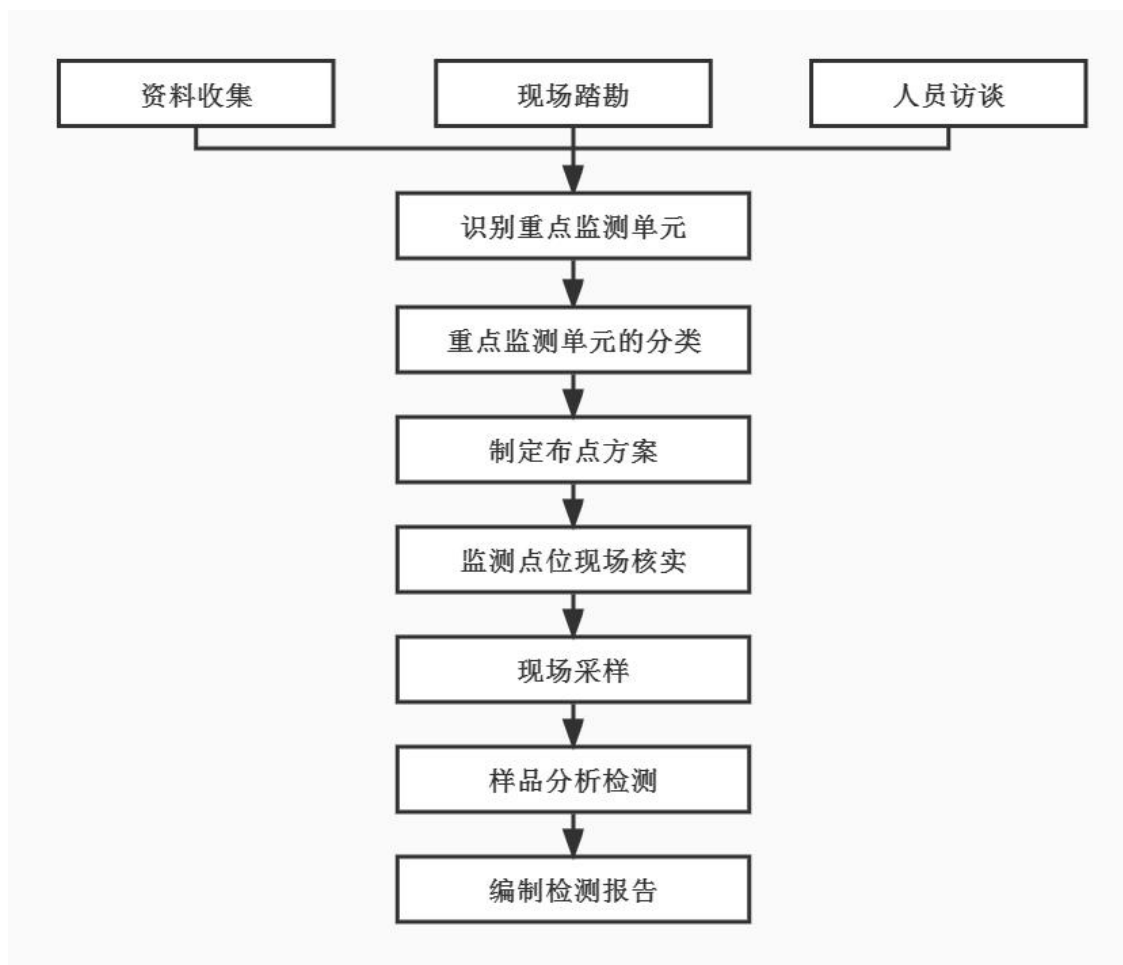 资料收集
现场踏勘
人员访谈
识别重点监测单元
重点监测单元的分类
制定布点方案
监测点位现场核实
现场采样
样品分析检测
编制检测报告